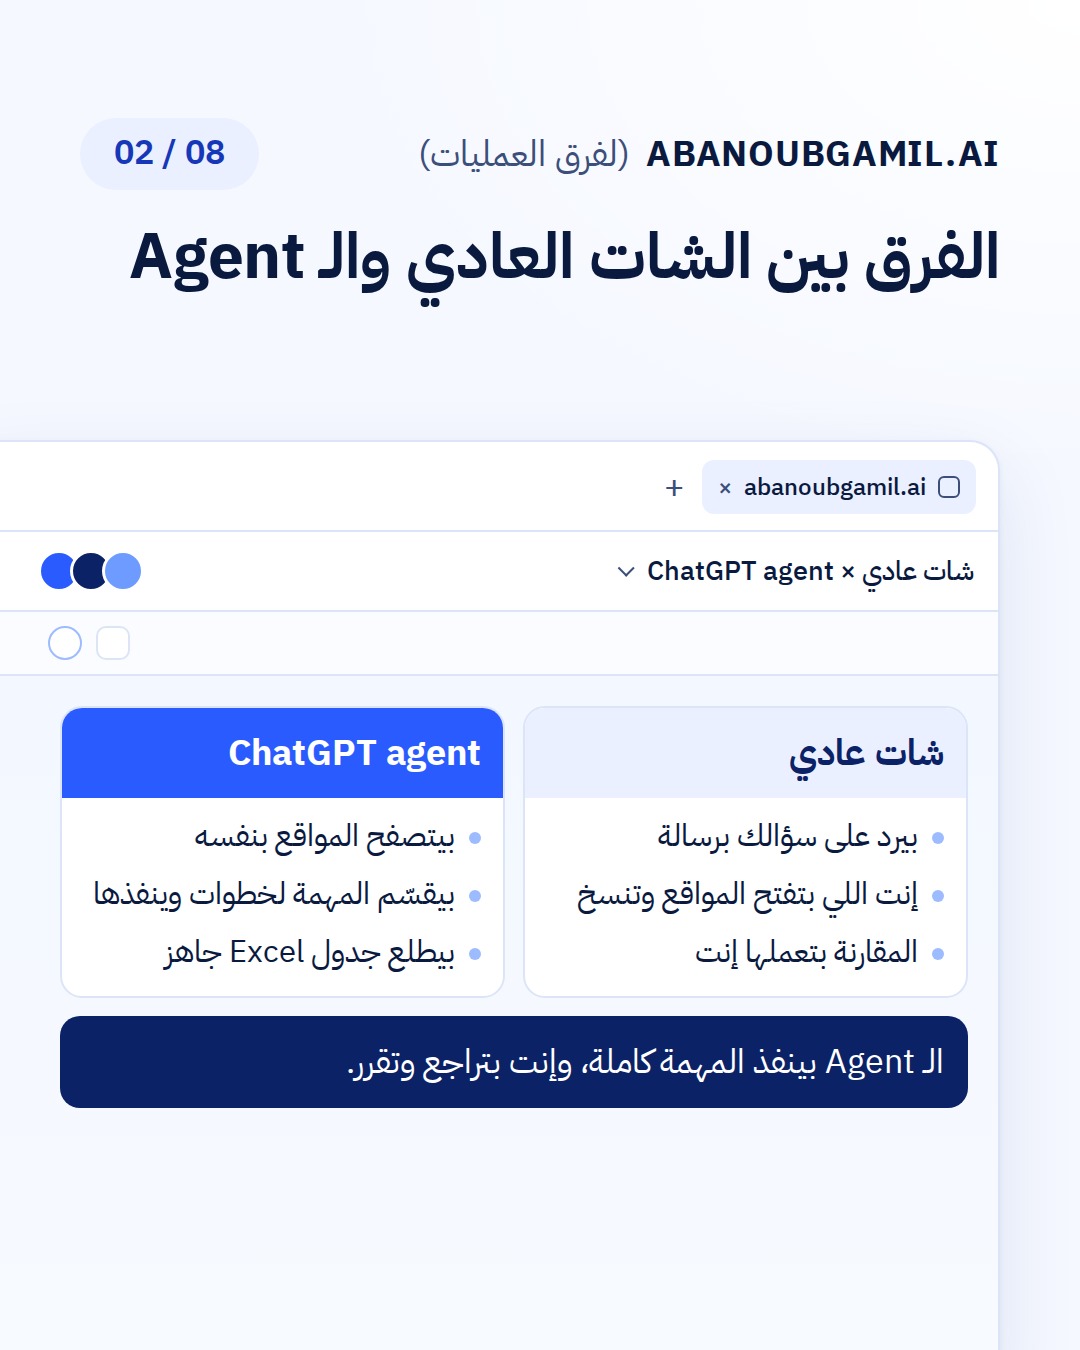 ABANOUBGAMIL.AI (لفرق العمليات)
02 / 08
الفرق بين الشات العادي والـ Agent
abanoubgamil.ai × +
شات عادي × ChatGPT agent
شات عادي
بيرد على سؤالك برسالة
إنت اللي بتفتح المواقع وتنسخ
المقارنة بتعملها إنت
ChatGPT agent
بيتصفح المواقع بنفسه
بيقسّم المهمة لخطوات وينفذها
بيطلع جدول Excel جاهز
الـ Agent بينفذ المهمة كاملة، وإنت بتراجع وتقرر.